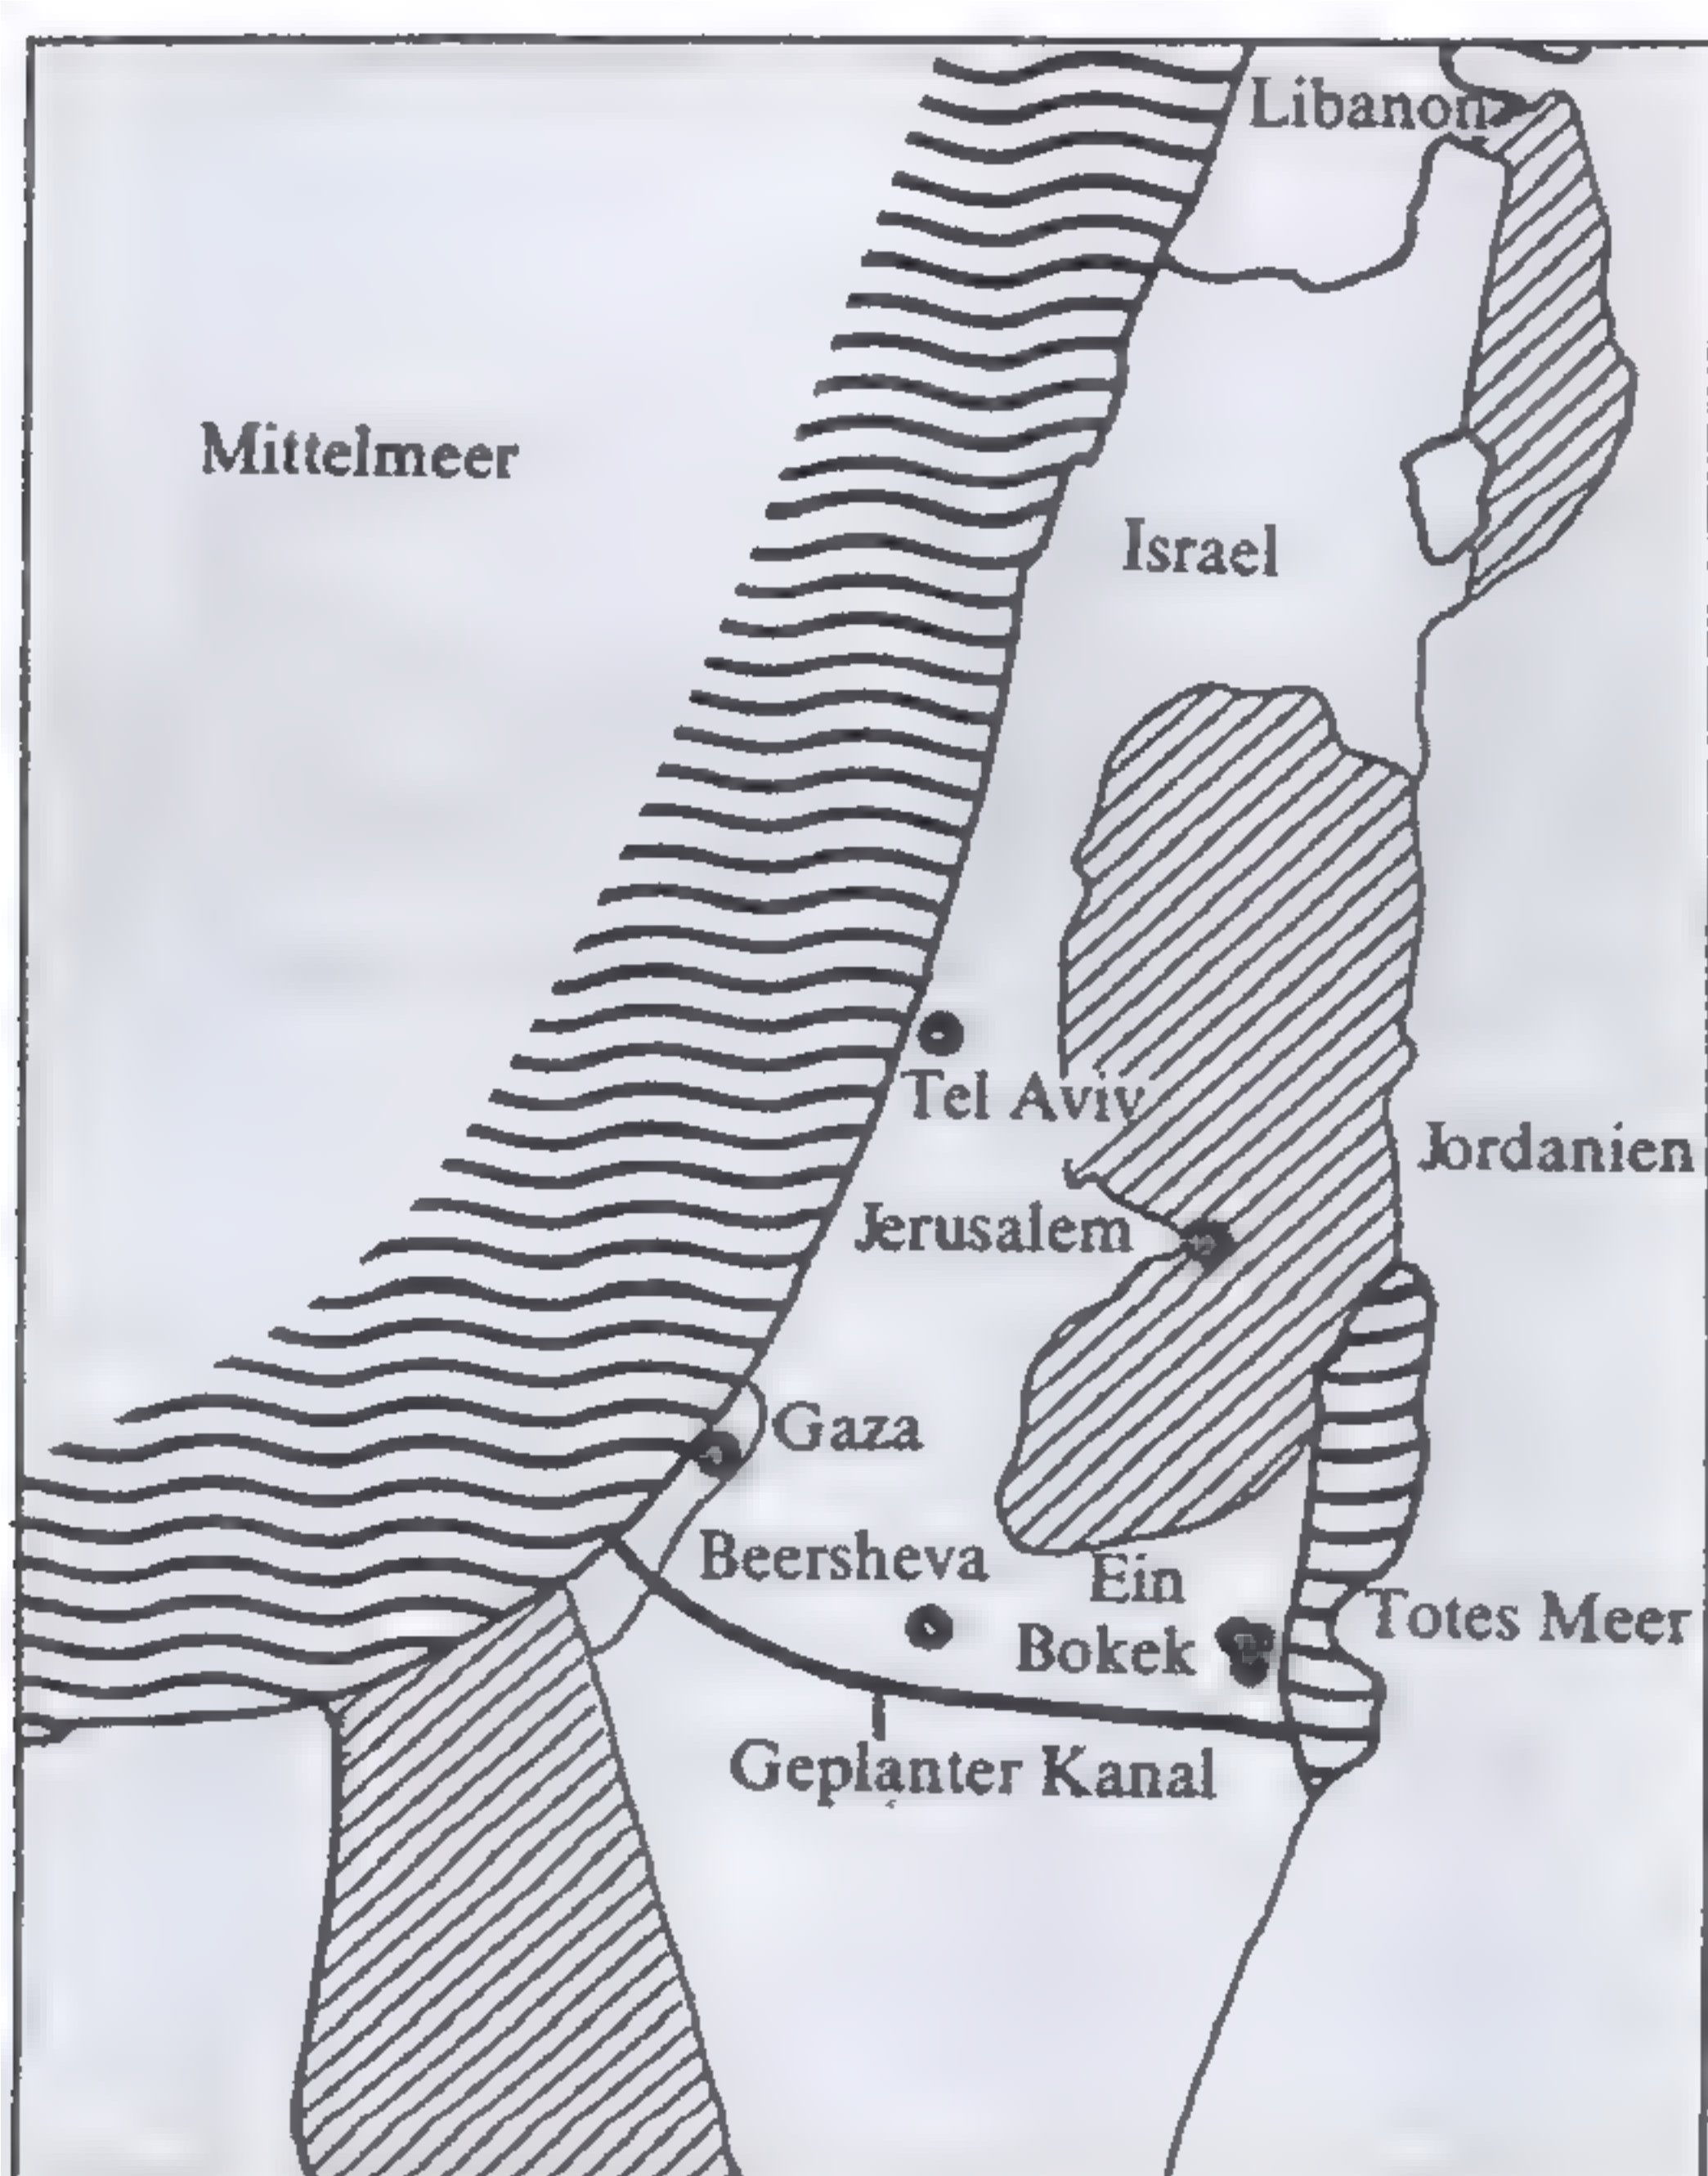 Libanon
Mittelmeer
Israel
Tel Aviv
Jordanien
Jerusalem
Gaza
Beersheva
Ein
Bokek
Totes Meer
Geplanter Kanal